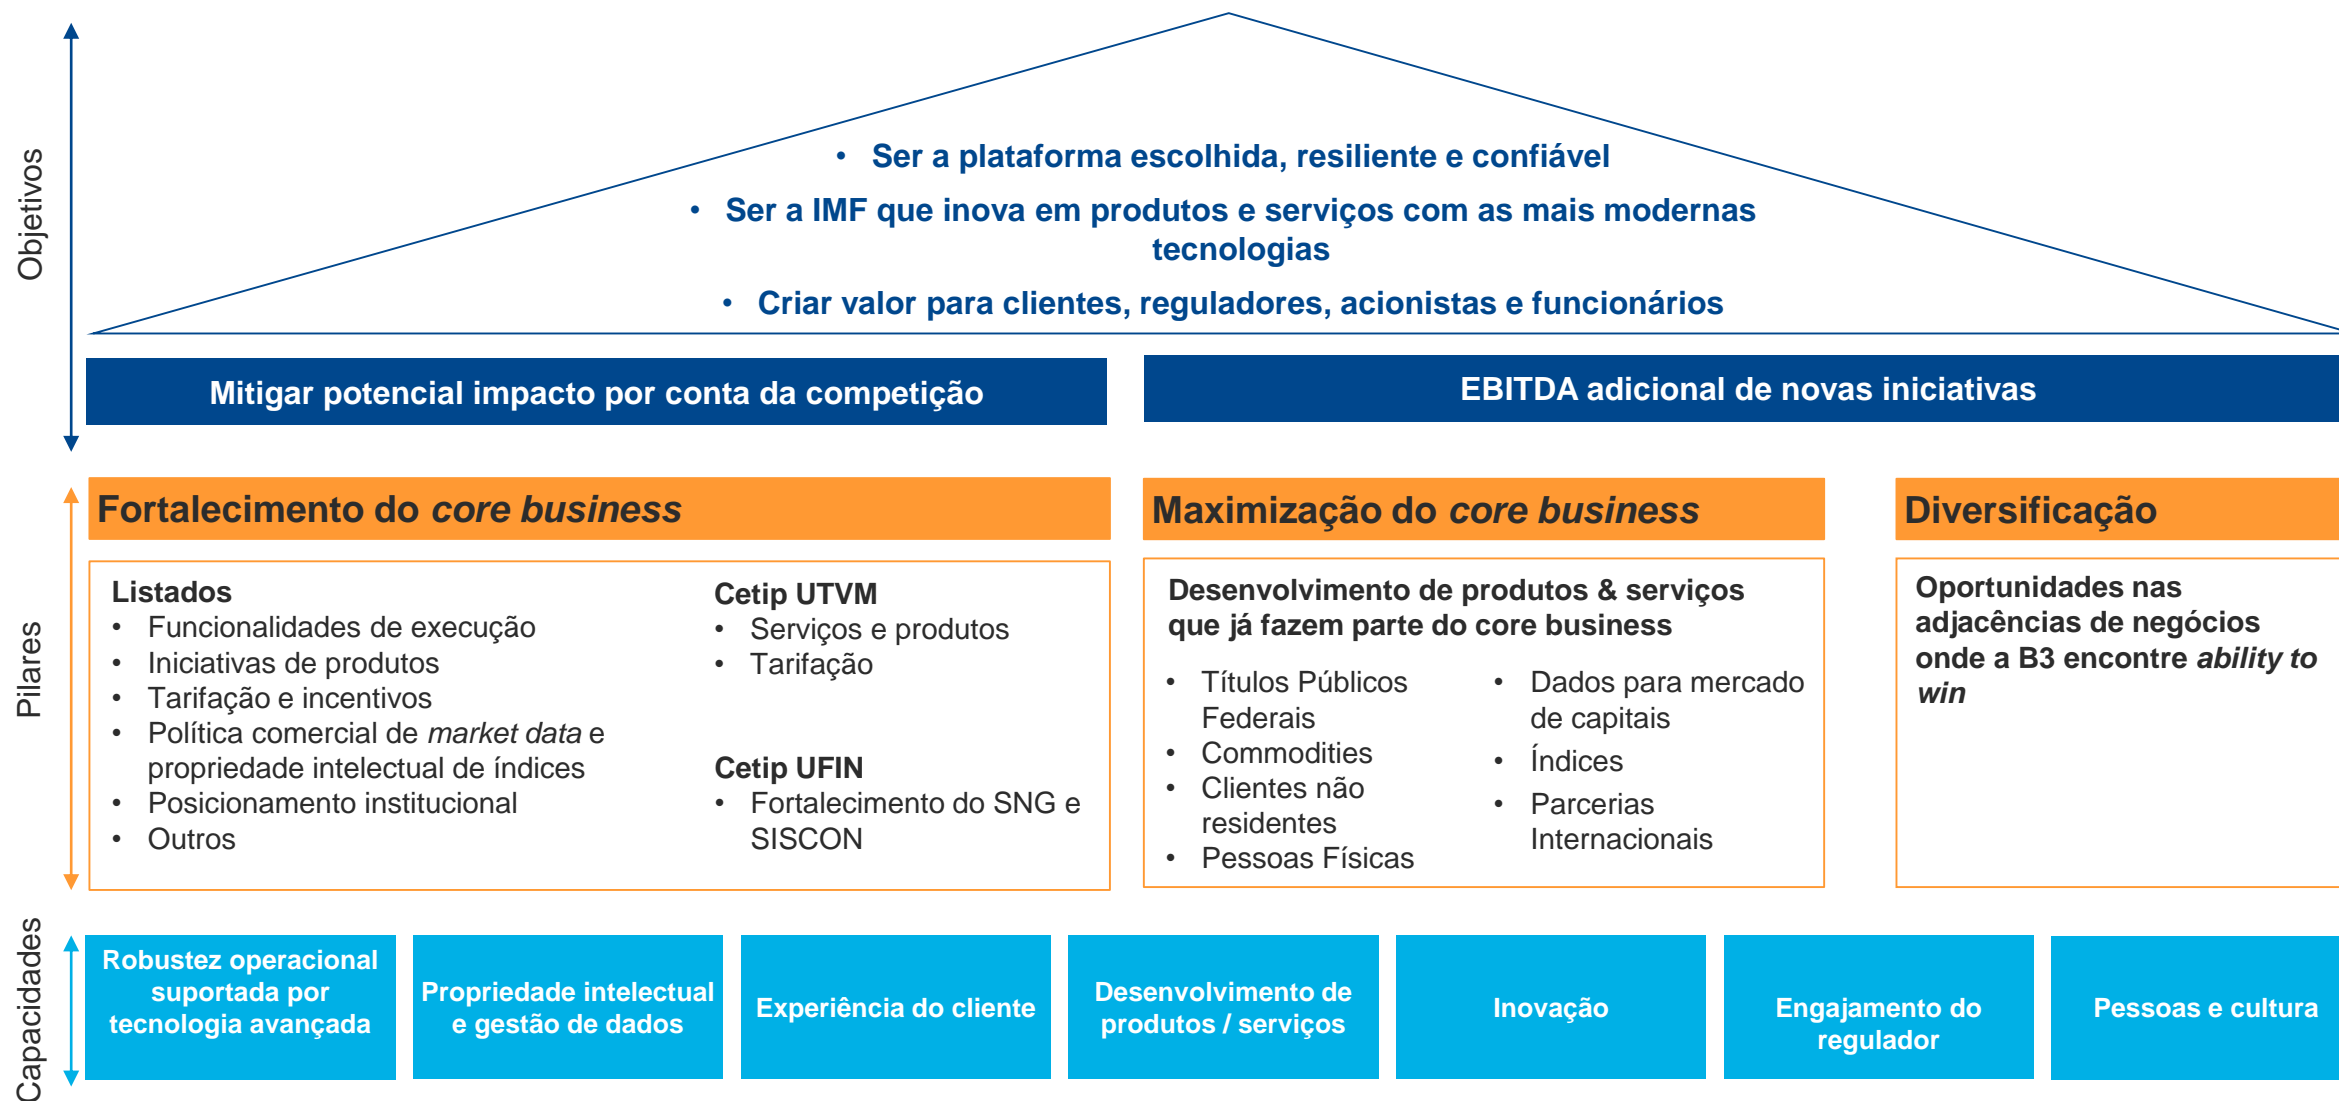 Objetivos
• Ser a plataforma escolhida, resiliente e confiável
• Ser a IMF que inova em produtos e serviços com as mais modernas
tecnologias
• Criar valor para clientes, reguladores, acionistas e funcionários
Mitigar potencial impacto por conta da competição
EBITDA adicional de novas iniciativas
Pilares
Fortalecimento do core business
Listados
• Funcionalidades de execução
• Iniciativas de produtos
• Tarifação e incentivos
• Política comercial de market data e
propriedade intelectual de índices
• Posicionamento institucional
• Outros
Cetip UTVM
• Serviços e produtos
• Tarifação
Cetip UFIN
• Fortalecimento do SNG e
SISCON
Maximização do core business
Desenvolvimento de produtos & serviços
que já fazem parte do core business
• Títulos Públicos
Federais
• Commodities
• Clientes não
residentes
• Pessoas Físicas
• Dados para mercado
de capitais
• Índices
• Parcerias
Internacionais
Diversificação
Oportunidades nas
adjacências de negócios
onde a B3 encontre ability to
win
Capacidades
Robustez operacional
suportada por
tecnologia avançada
Propriedade intelectual
e gestão de dados
Experiência do cliente
Desenvolvimento de
produtos / serviços
Inovação
Engajamento do
regulador
Pessoas e cultura